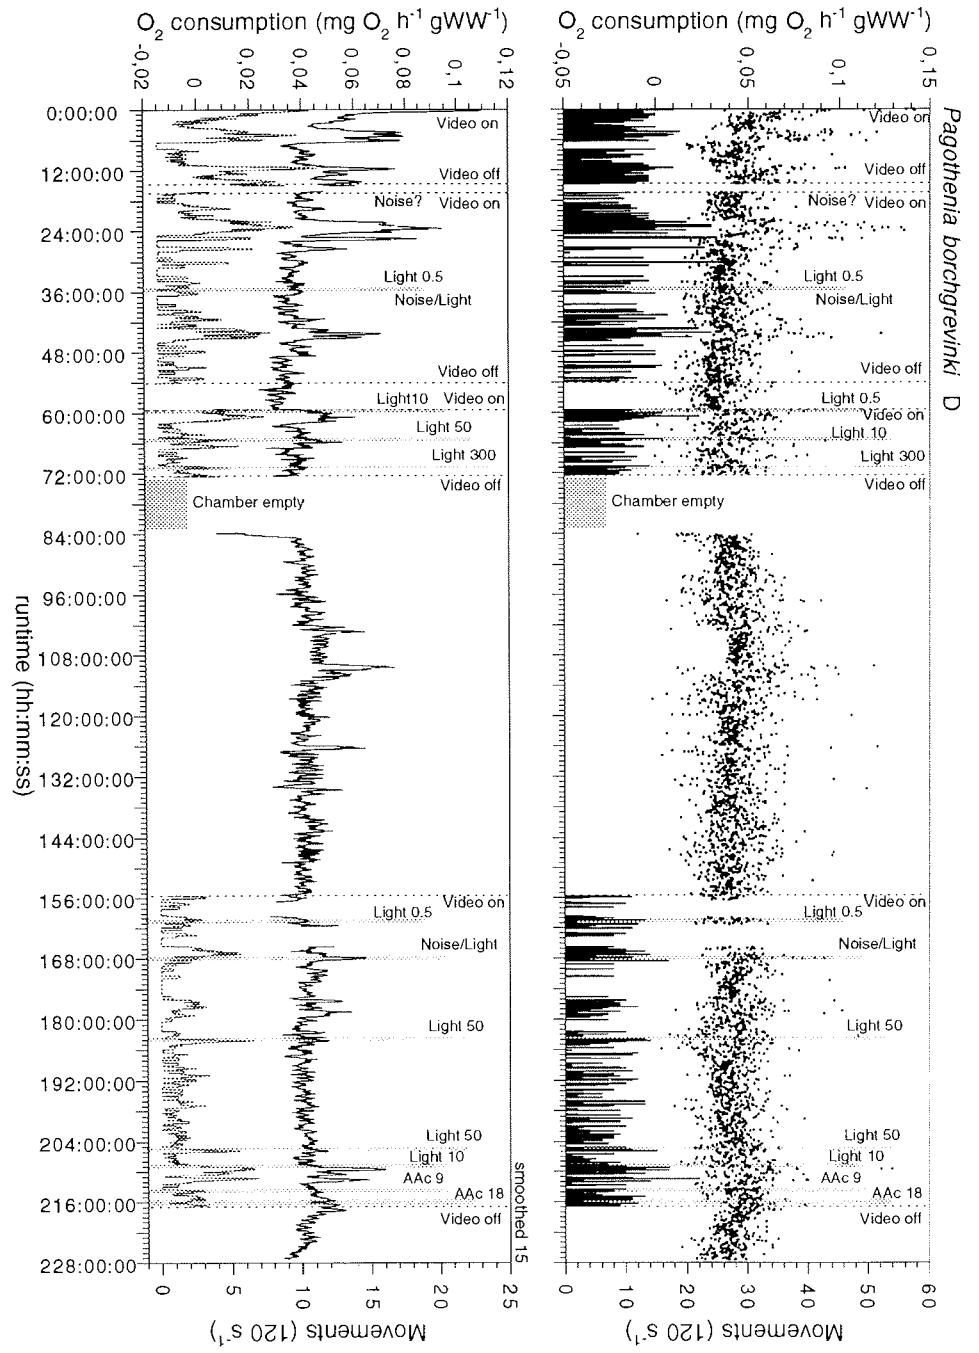 Pagothenia borchgrevinki D
O2 consumption (mg O2 h-1 gWW-1)
-0,05 0 0,05 0,1 0,15
Video on
Video off
Noise? Video on
Light 0.5
Noise/Light
Video off
Light 0.5
Video on
Light 10
Light 300
Video off
Chamber empty
Video on
Light 0.5
Noise/Light
Light 50
Light 50
Light 10
AAc 9
AAc 18
Video off
0 10 20 30 40 50 60
Movements (120 s-1)
O2 consumption (mg O2 h-1 gWW-1)
-0,02 0 0,02 0,04 0,06 0,08 0,1 0,12
Video on
Video off
Noise? Video on
Light 0.5
Noise/Light
Video off
Light10 Video on
Light 50
Light 300
Video off
Chamber empty
Video on
Light 0.5
Noise/Light
Light 50
Light 50
Light 10
AAc 9
AAc 18
Video off
smoothed 15
0 5 10 15 20 25
Movements (120 s-1)
0:00:00
12:00:00
24:00:00
36:00:00
48:00:00
60:00:00
72:00:00
84:00:00
96:00:00
108:00:00
120:00:00
132:00:00
144:00:00
156:00:00
168:00:00
180:00:00
192:00:00
204:00:00
216:00:00
228:00:00
runtime (hh:mm:ss)